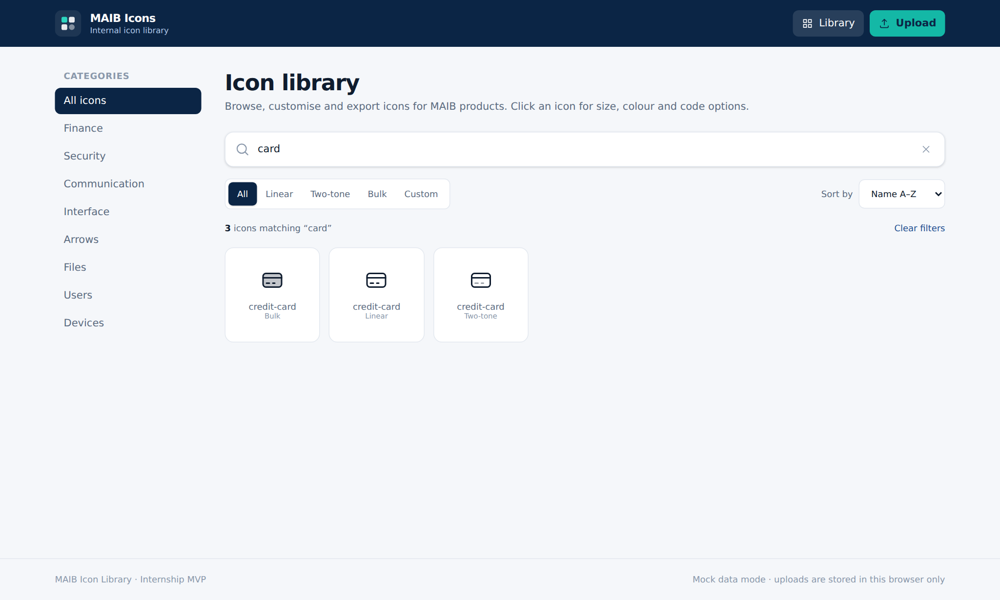 MAIB Icons
Internal icon library
Library
Upload
CATEGORIES
All icons
Finance
Security
Communication
Interface
Arrows
Files
Users
Devices
Icon library
Browse, customise and export icons for MAIB products. Click an icon for size, colour and code options.
card
All
Linear
Two-tone
Bulk
Custom
Sort by
Name A–Z
3 icons matching “card”
Clear filters
credit-card
Bulk
credit-card
Linear
credit-card
Two-tone
MAIB Icon Library · Internship MVP
Mock data mode · uploads are stored in this browser only